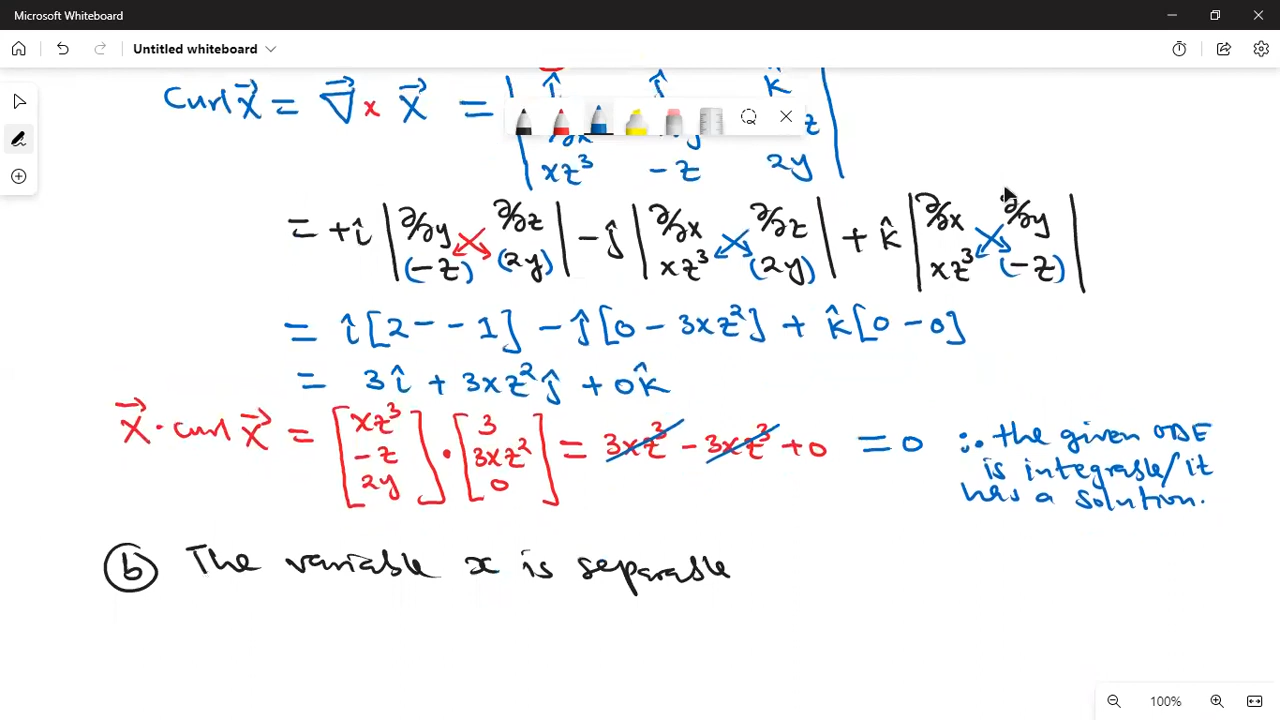 Microsoft Whiteboard
Untitled whiteboard
Curl X⃗ = ∇⃗ x X⃗ = | î ĵ k̂ |
z
xz³ -z 2y
= +î | ∂/∂y ∂/∂z | - ĵ | ∂/∂x ∂/∂z | + k̂ | ∂/∂x ∂/∂y |
(-z) (2y) xz³ (2y) xz³ (-z)
= î[2--1] - ĵ[0 - 3xz²] + k̂[0 - 0]
= 3î + 3xz²ĵ + 0k̂
X⃗ · curl X⃗ = [xz³ -z 2y] · [3 3xz² 0] = 3xz³ - 3xz³ + 0 = 0 ∴ the given ODE
is integrable/it
has a solution.
(b) The variable x is separable
100%